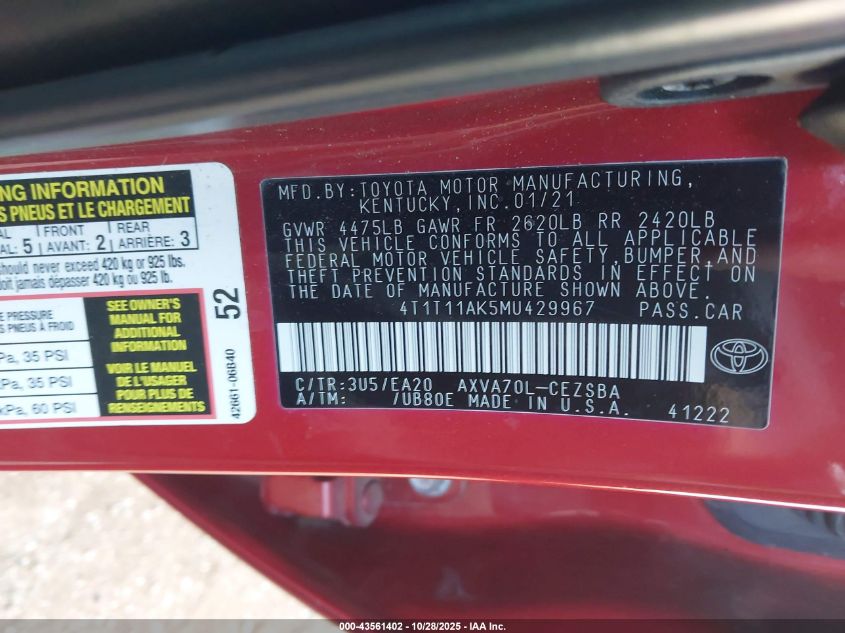 NG INFORMATION
S PNEUS ET LE CHARGEMENT
AL 5 FRONT AVANT: 2 REAR ARRIÈRE: 3
should never exceed 420 kg or 925 lbs.
doit jamais dépasser 420 kg ou 925 lb.
E PRESSURE
S PNEUS À FROID
Pa, 35 PSI
Pa, 35 PSI
kPa, 60 PSI
SEE OWNER'S
MANUAL FOR
ADDITIONAL
INFORMATION
VOIR LE MANUEL
DE L'USAGER
POUR PLUS DE
RENSEIGNEMENTS
52
42661-06B40
MFD.BY:TOYOTA MOTOR MANUFACTURING,
KENTUCKY,INC.01/21
GVWR 4475LB GAWR FR 2620LB RR 2420LB
THIS VEHICLE CONFORMS TO ALL APPLICABLE
FEDERAL MOTOR VEHICLE SAFETY,BUMPER,AND
THEFT PREVENTION STANDARDS IN EFFECT ON
THE DATE OF MANUFACTURE SHOWN ABOVE.
4T1T11AK5MU429967 PASS.CAR
C/TR:3U5/EA20 AXVA70L-CEZSBA
A/TM: /UB80E MADE IN U.S.A. 41222
000-43561402 | 10/28/2025 - IAA Inc.